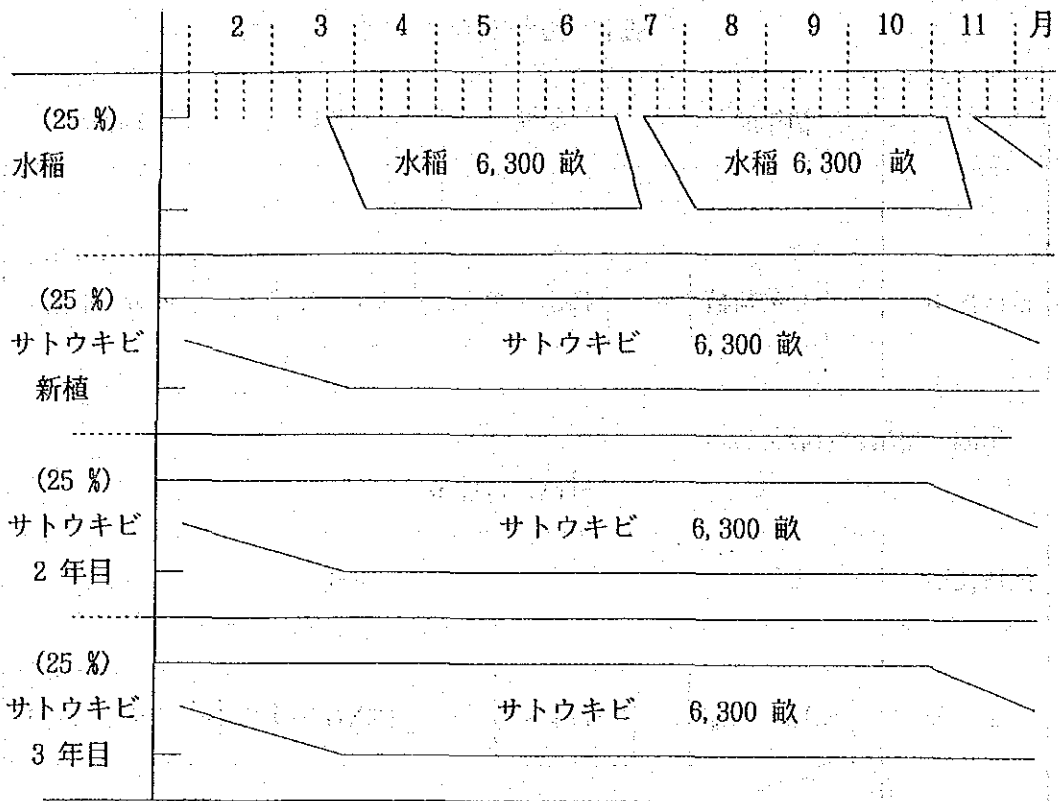 2 3 4 5 6 7 8 9 10 11 月
(25 %)
水稲
水稲 6,300 畝
水稲 6,300 畝
(25 %)
サトウキビ
新植
サトウキビ 6,300 畝
(25 %)
サトウキビ
2 年目
サトウキビ 6,300 畝
(25 %)
サトウキビ
3 年目
サトウキビ 6,300 畝